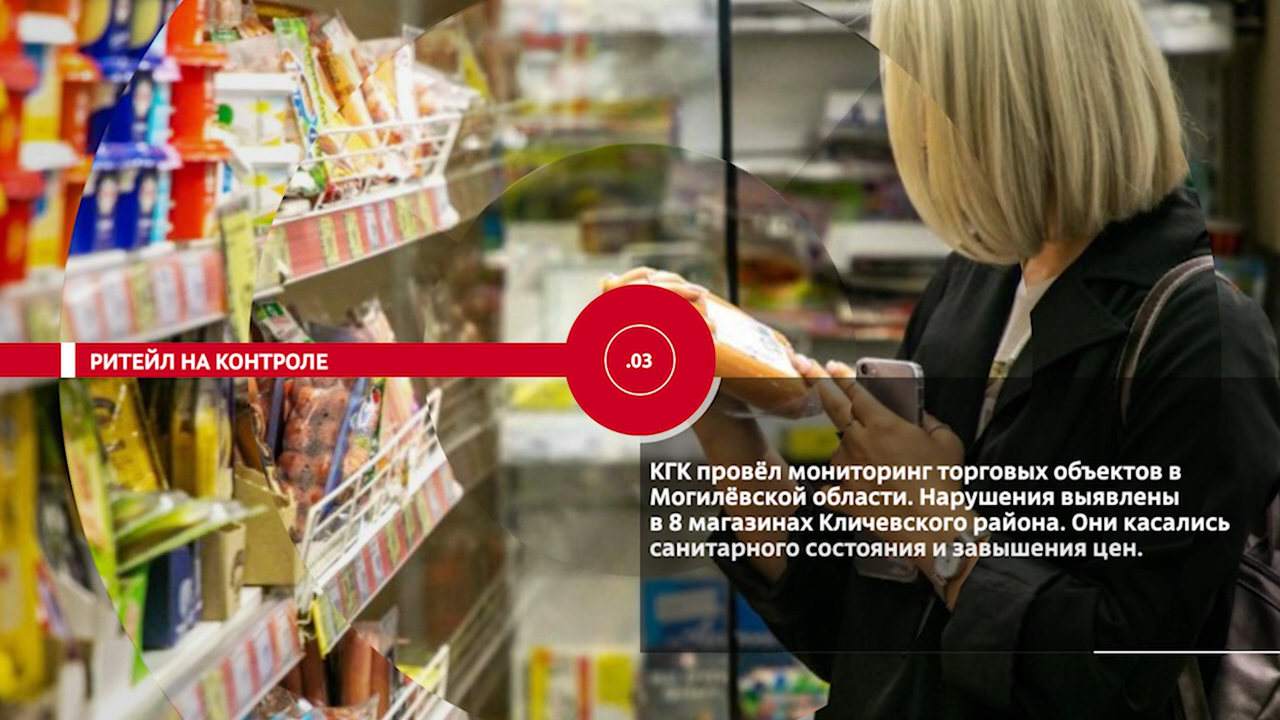 РИТЕЙЛ НА КОНТРОЛЕ
.03
КГК провёл мониторинг торговых объектов в
Могилёвской области. Нарушения выявлены
в 8 магазинах Кличевского района. Они касались
санитарного состояния и завышения цен.